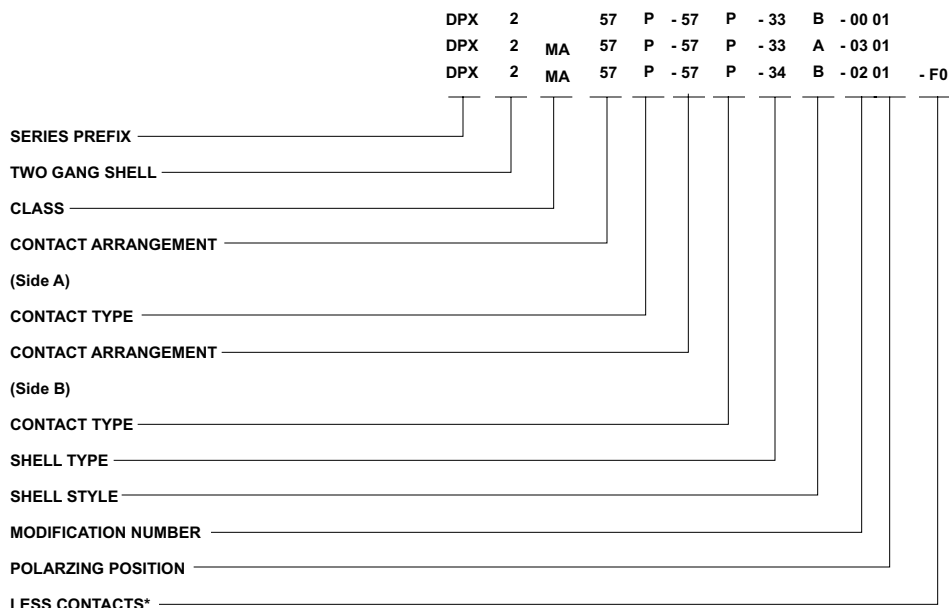 DPX 2 57 P - 57 P - 33 B - 00 01
DPX 2 MA 57 P - 57 P - 33 A - 03 01
DPX 2 MA 57 P - 57 P - 34 B - 02 01 - F0
SERIES PREFIX
TWO GANG SHELL
CLASS
CONTACT ARRANGEMENT
(Side A)
CONTACT TYPE
CONTACT ARRANGEMENT
(Side B)
CONTACT TYPE
SHELL TYPE
SHELL STYLE
MODIFICATION NUMBER
POLARZING POSITION
LESS CONTACTS*